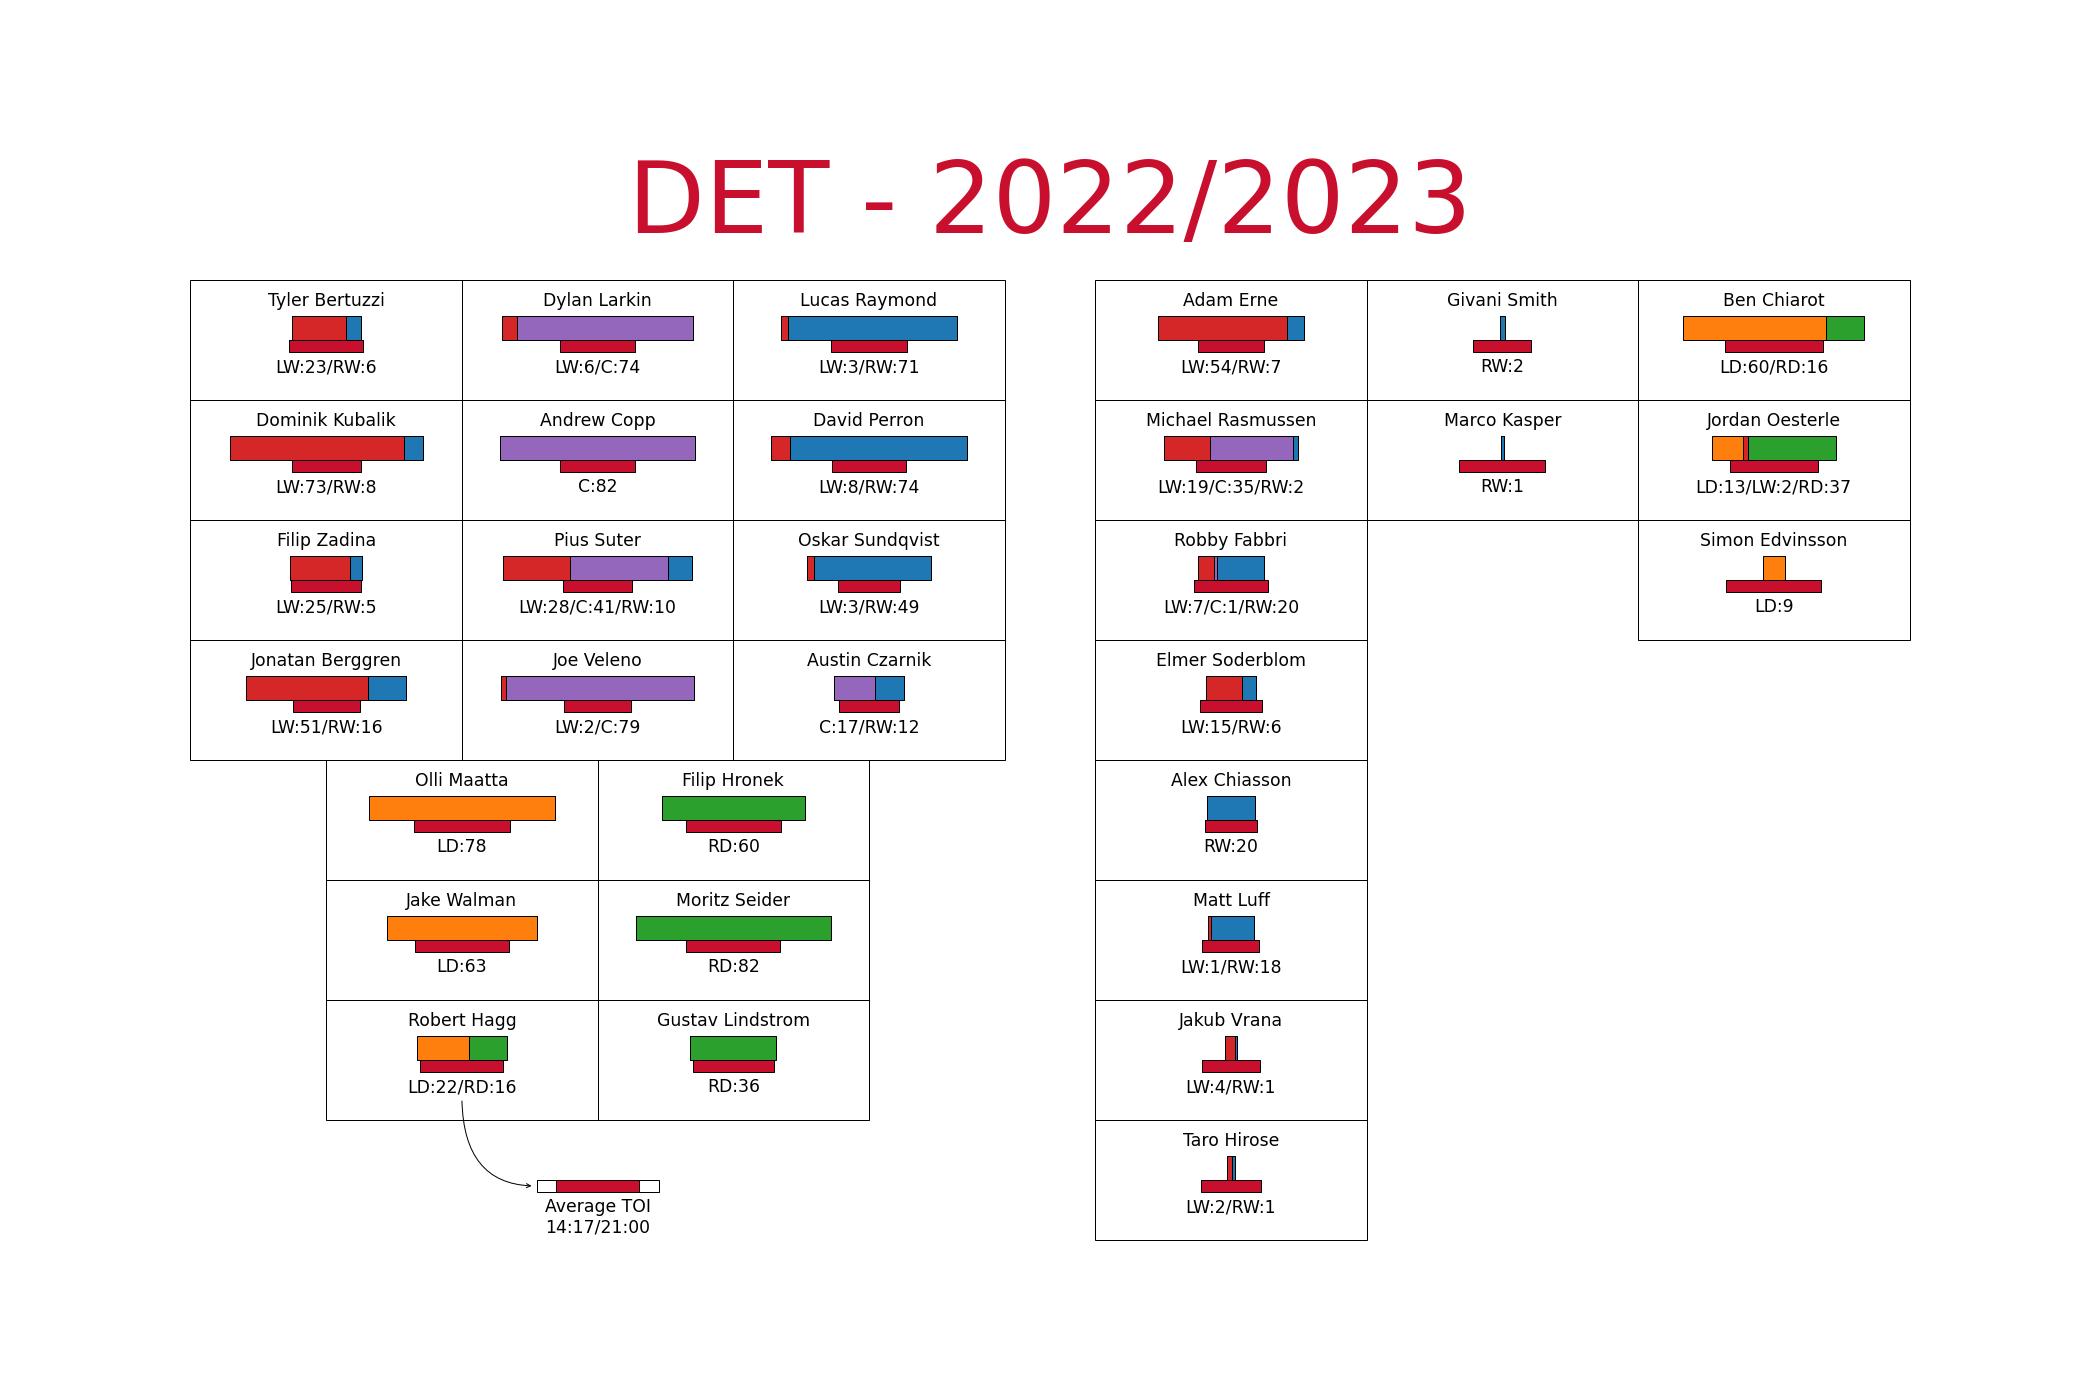 DET - 2022/2023
Tyler Bertuzzi
LW:23/RW:6
Dylan Larkin
LW:6/C:74
Lucas Raymond
LW:3/RW:71
Dominik Kubalik
LW:73/RW:8
Andrew Copp
C:82
David Perron
LW:8/RW:74
Filip Zadina
LW:25/RW:5
Pius Suter
LW:28/C:41/RW:10
Oskar Sundqvist
LW:3/RW:49
Jonatan Berggren
LW:51/RW:16
Joe Veleno
LW:2/C:79
Austin Czarnik
C:17/RW:12
Olli Maatta
LD:78
Filip Hronek
RD:60
Jake Walman
LD:63
Moritz Seider
RD:82
Robert Hagg
LD:22/RD:16
Gustav Lindstrom
RD:36
Average TOI
14:17/21:00
Adam Erne
LW:54/RW:7
Givani Smith
RW:2
Ben Chiarot
LD:60/RD:16
Michael Rasmussen
LW:19/C:35/RW:2
Marco Kasper
RW:1
Jordan Oesterle
LD:13/LW:2/RD:37
Robby Fabbri
LW:7/C:1/RW:20
Simon Edvinsson
LD:9
Elmer Soderblom
LW:15/RW:6
Alex Chiasson
RW:20
Matt Luff
LW:1/RW:18
Jakub Vrana
LW:4/RW:1
Taro Hirose
LW:2/RW:1